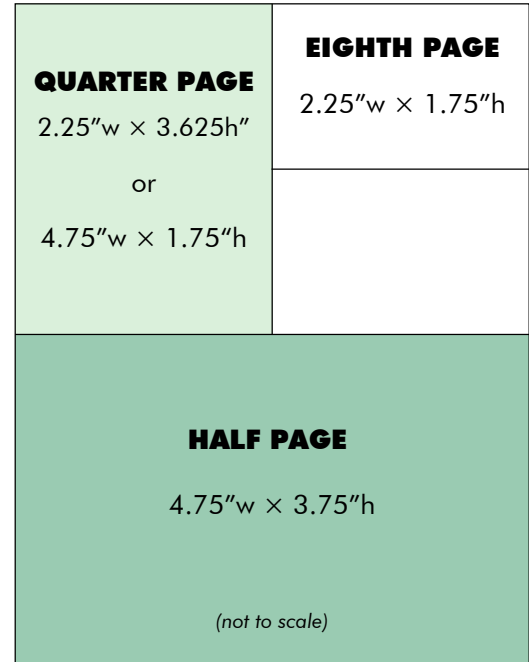 QUARTER PAGE
2.25”w × 3.625h”
or
4.75”w × 1.75“h
EIGHTH PAGE
2.25”w × 1.75”h
HALF PAGE
4.75”w × 3.75”h
(not to scale)